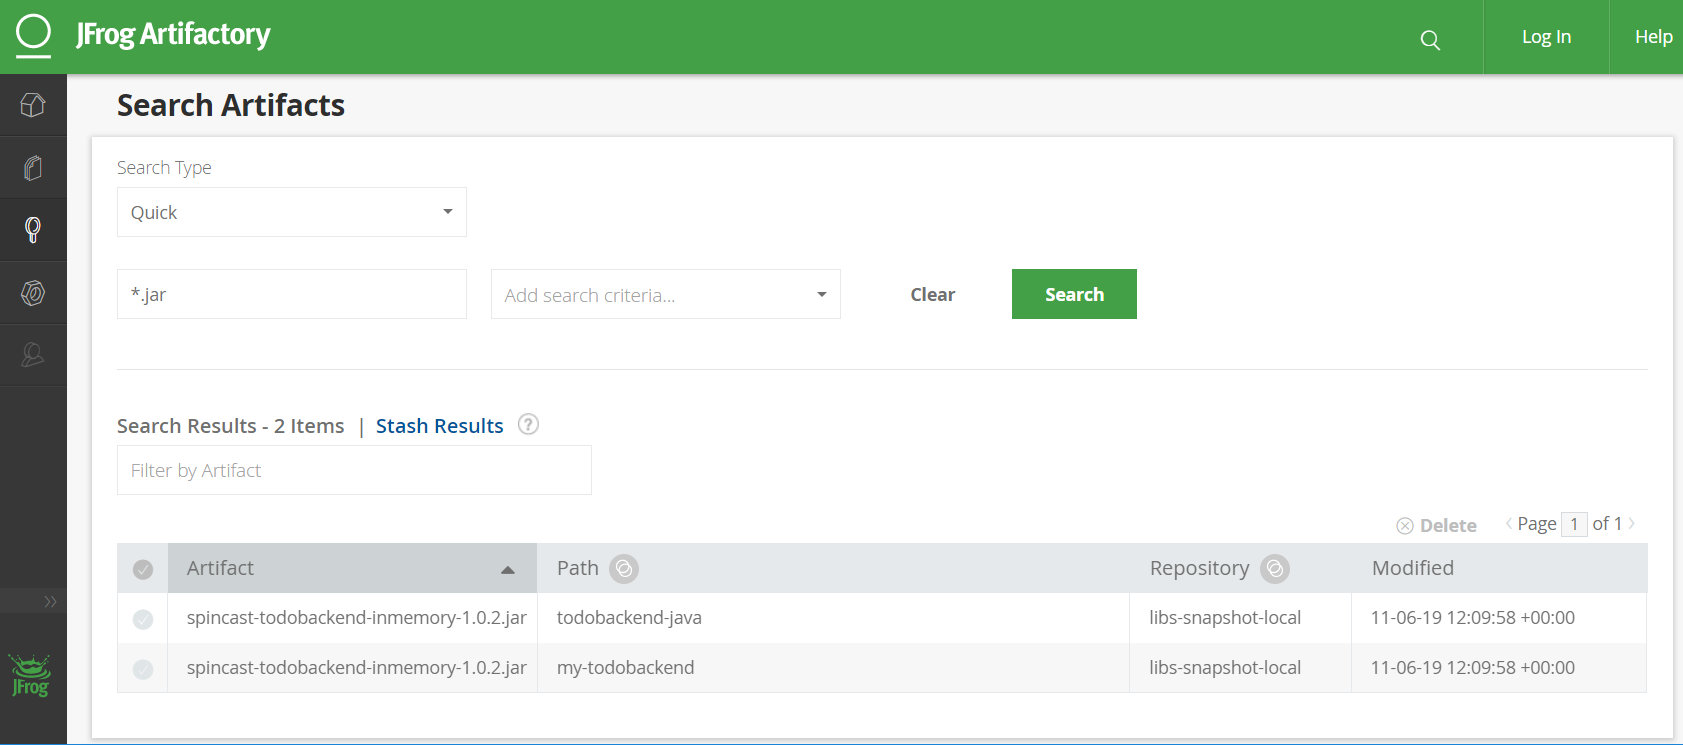 JFrog Artifactory
Log In
Help
Search Artifacts
Search Type
Quick
*.jar
Add search criteria...
Clear
Search
Search Results - 2 Items | Stash Results ?
Filter by Artifact
Delete
Page 1 of 1
Artifact Path Repository Modified
spincast-todobackend-inmemory-1.0.2.jar todobackend-java libs-snapshot-local 11-06-19 12:09:58 +00:00
spincast-todobackend-inmemory-1.0.2.jar my-todobackend libs-snapshot-local 11-06-19 12:09:58 +00:00
JFrog